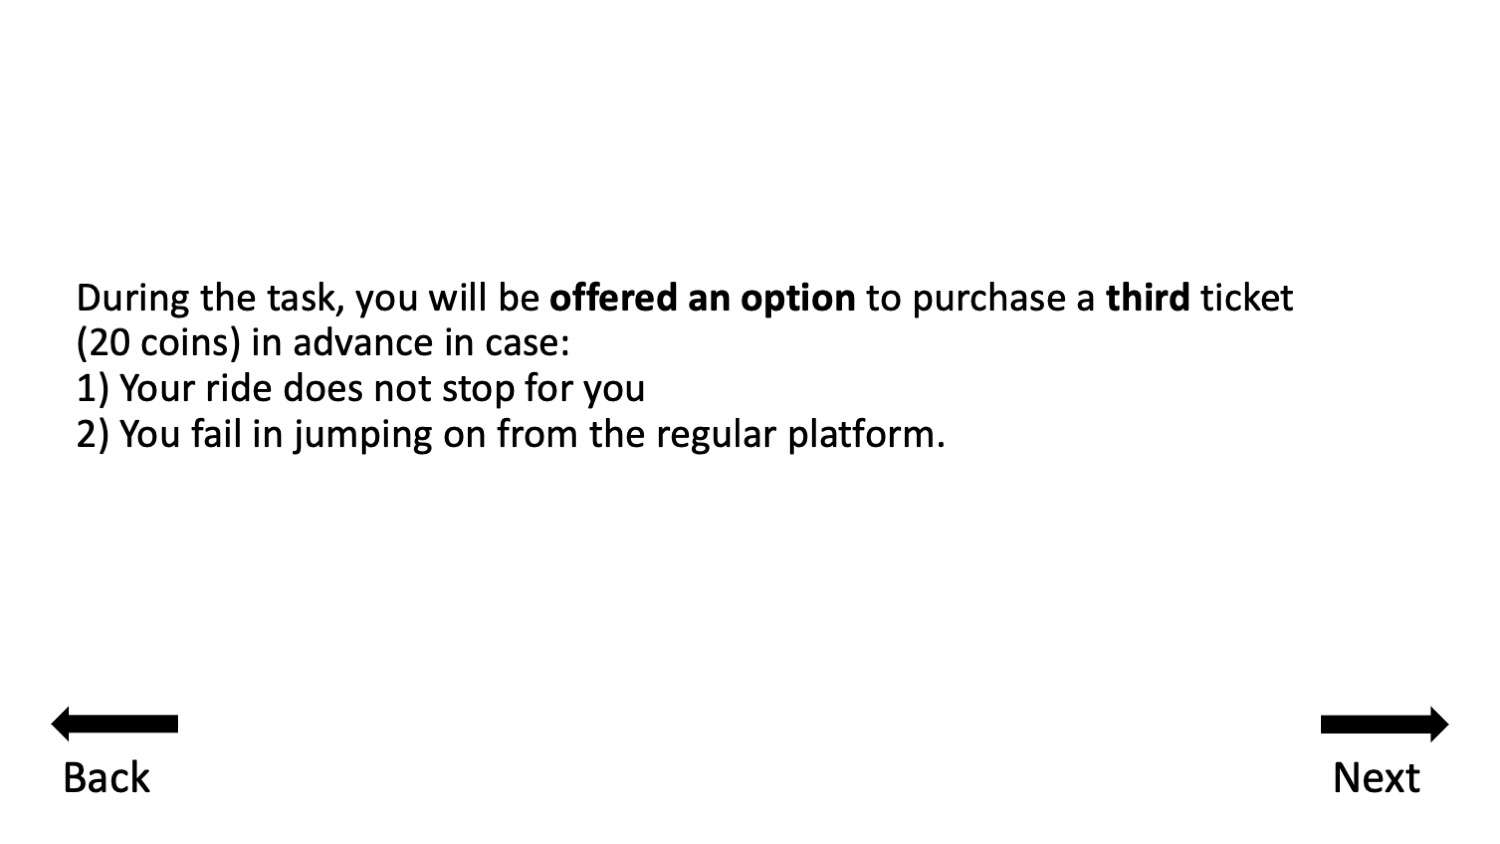 During the task, you will be offered an option to purchase a third ticket
(20 coins) in advance in case:
1) Your ride does not stop for you
2) You fail in jumping on from the regular platform.
Back
Next